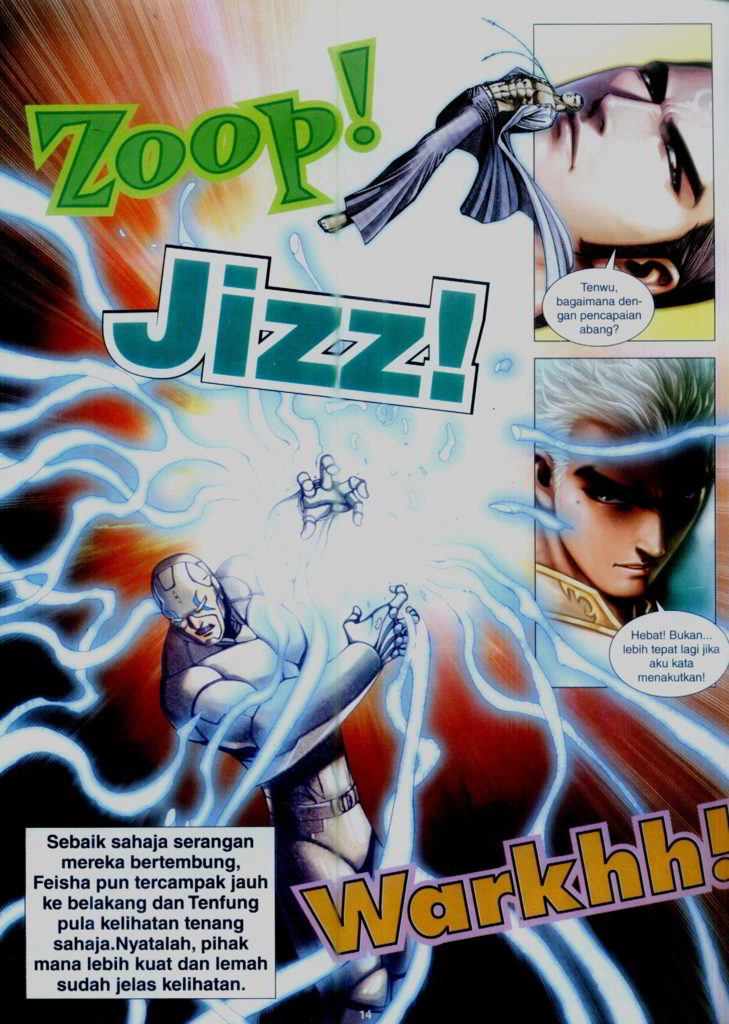 Zoop!
Tenwu,
bagaimana den-
gan pencapaian
abang?
Jizz!
Hebat! Bukan...
lebih tepat lagi jika
aku kata
menakutkan!
Warkhh!
Sebaik sahaja serangan
mereka bertembung,
Feisha pun tercampak jauh
ke belakang dan Tenfung
pula kelihatan tenang
sahaja.Nyatalah, pihak
mana lebih kuat dan lemah
sudah jelas kelihatan.
14